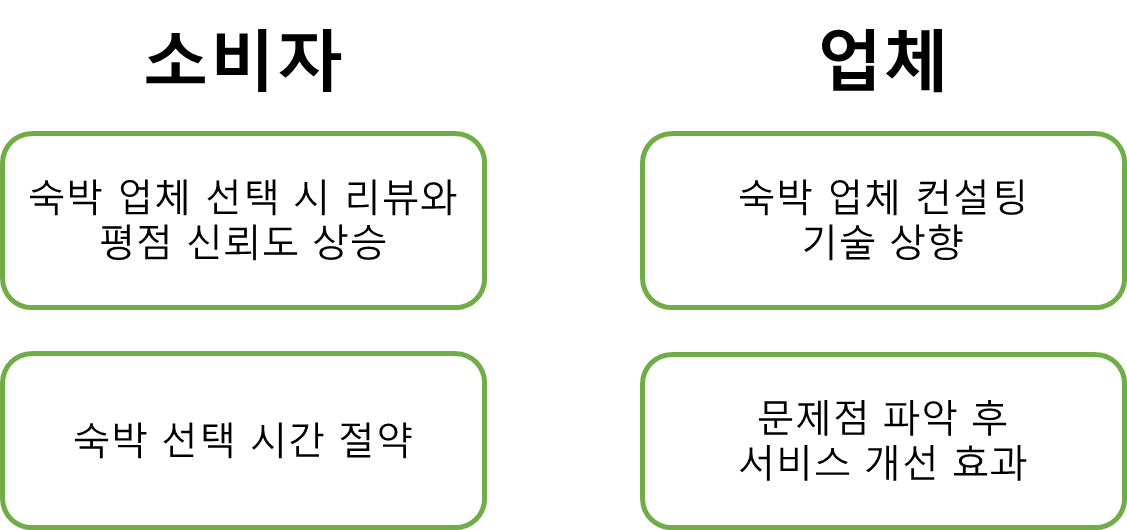 소비자
숙박 업체 선택 시 리뷰와
평점 신뢰도 상승
숙박 선택 시간 절약
업체
숙박 업체 컨설팅
기술 상향
문제점 파악 후
서비스 개선 효과